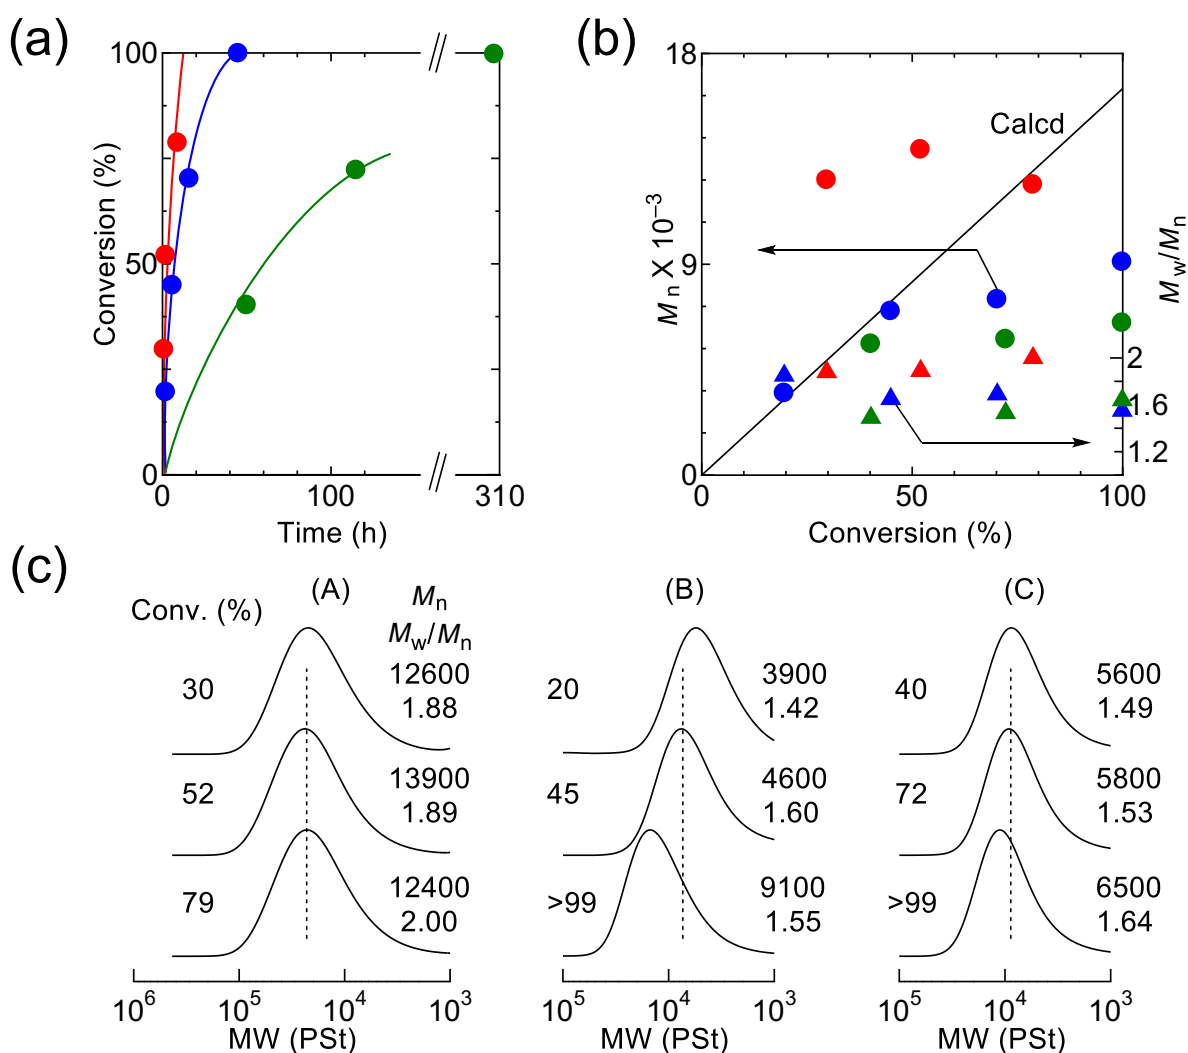 (a)
100
50
0
Conversion (%)
0
100
310
Time (h)
(b)
18
9
0
Mn X 10–3
Calcd
Mw/Mn
2
1.6
1.2
0
50
100
Conversion (%)
(c)
Conv. (%)
(A)
Mn
Mw/Mn
30
12600
1.88
52
13900
1.89
79
12400
2.00
10⁶
10⁵
10⁴
10³
MW (PSt)
(B)
20
3900
1.42
45
4600
1.60
>99
9100
1.55
10⁵
10⁴
10³
MW (PSt)
(C)
40
5600
1.49
72
5800
1.53
>99
6500
1.64
10⁵
10⁴
10³
MW (PSt)